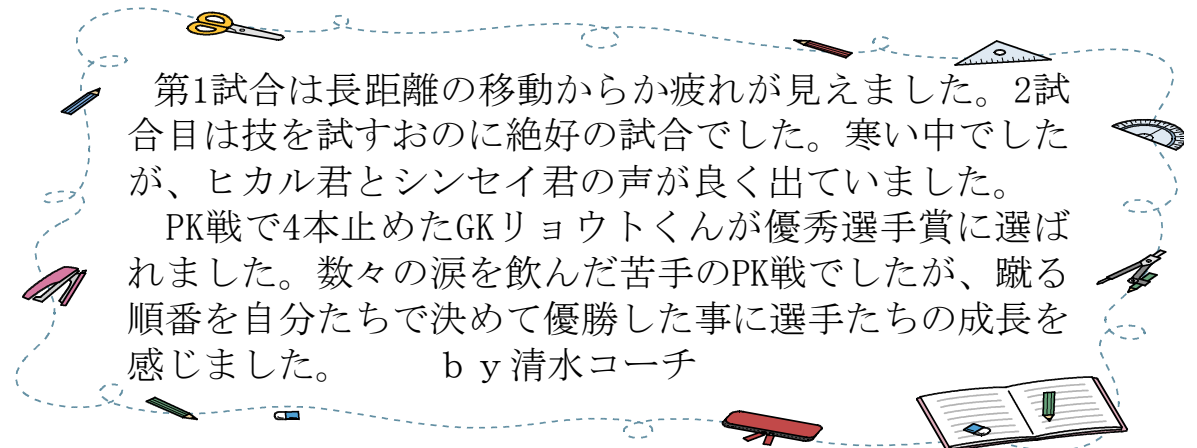 第1試合は長距離の移動からか疲れが見えました。2試
合目は技を試すおのに絶好の試合でした。寒い中でした
が、ヒカル君とシンセイ君の声が良く出ていました。
PK戦で4本止めたGKリョウトくんが優秀選手賞に選ば
れました。数々の涙を飲んだ苦手のPK戦でしたが、蹴る
順番を自分たちで決めて優勝した事に選手たちの成長を
感じました。　　　ｂｙ清水コーチ